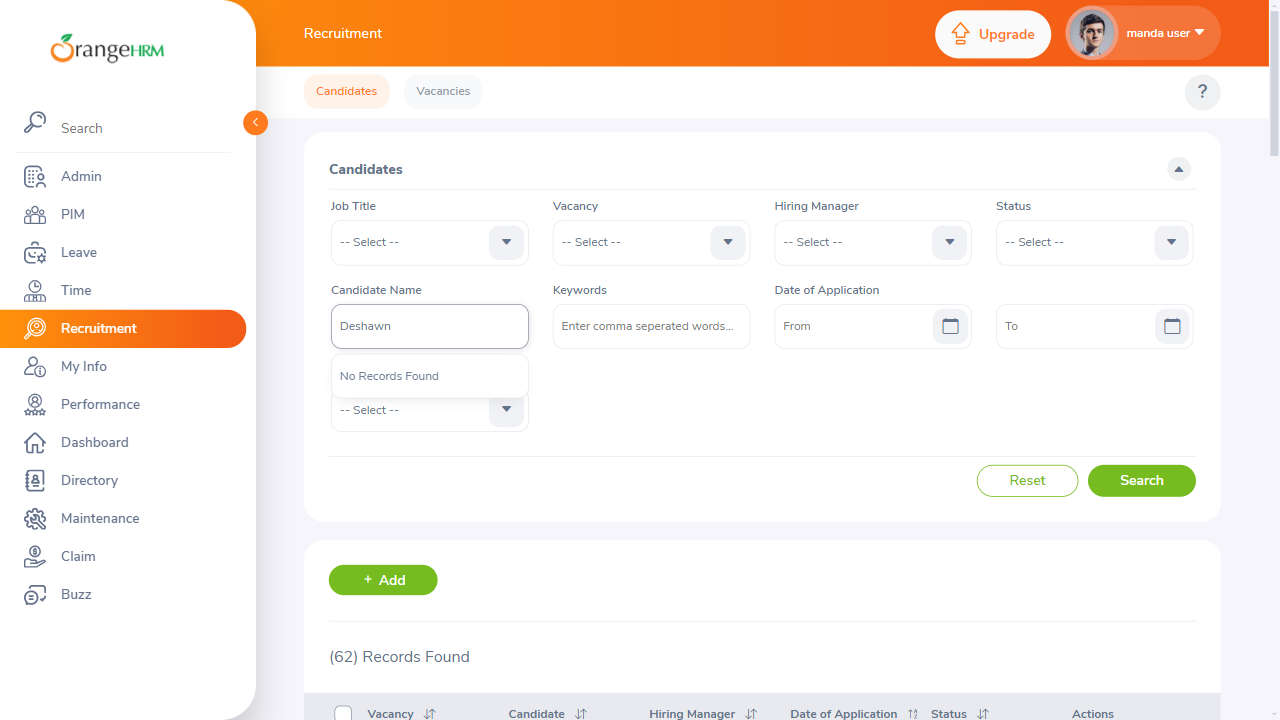 OrangeHRM
Recruitment
Upgrade
manda user
Candidates
Vacancies
?
Search
Admin
PIM
Leave
Time
Recruitment
My Info
Performance
Dashboard
Directory
Maintenance
Claim
Buzz
Candidates
Job Title
Vacancy
Hiring Manager
Status
-- Select --
-- Select --
-- Select --
-- Select --
Candidate Name
Keywords
Date of Application
Deshawn
Enter comma seperated words...
From
To
No Records Found
-- Select --
Reset
Search
+ Add
(62) Records Found
Vacancy
Candidate
Hiring Manager
Date of Application
Status
Actions